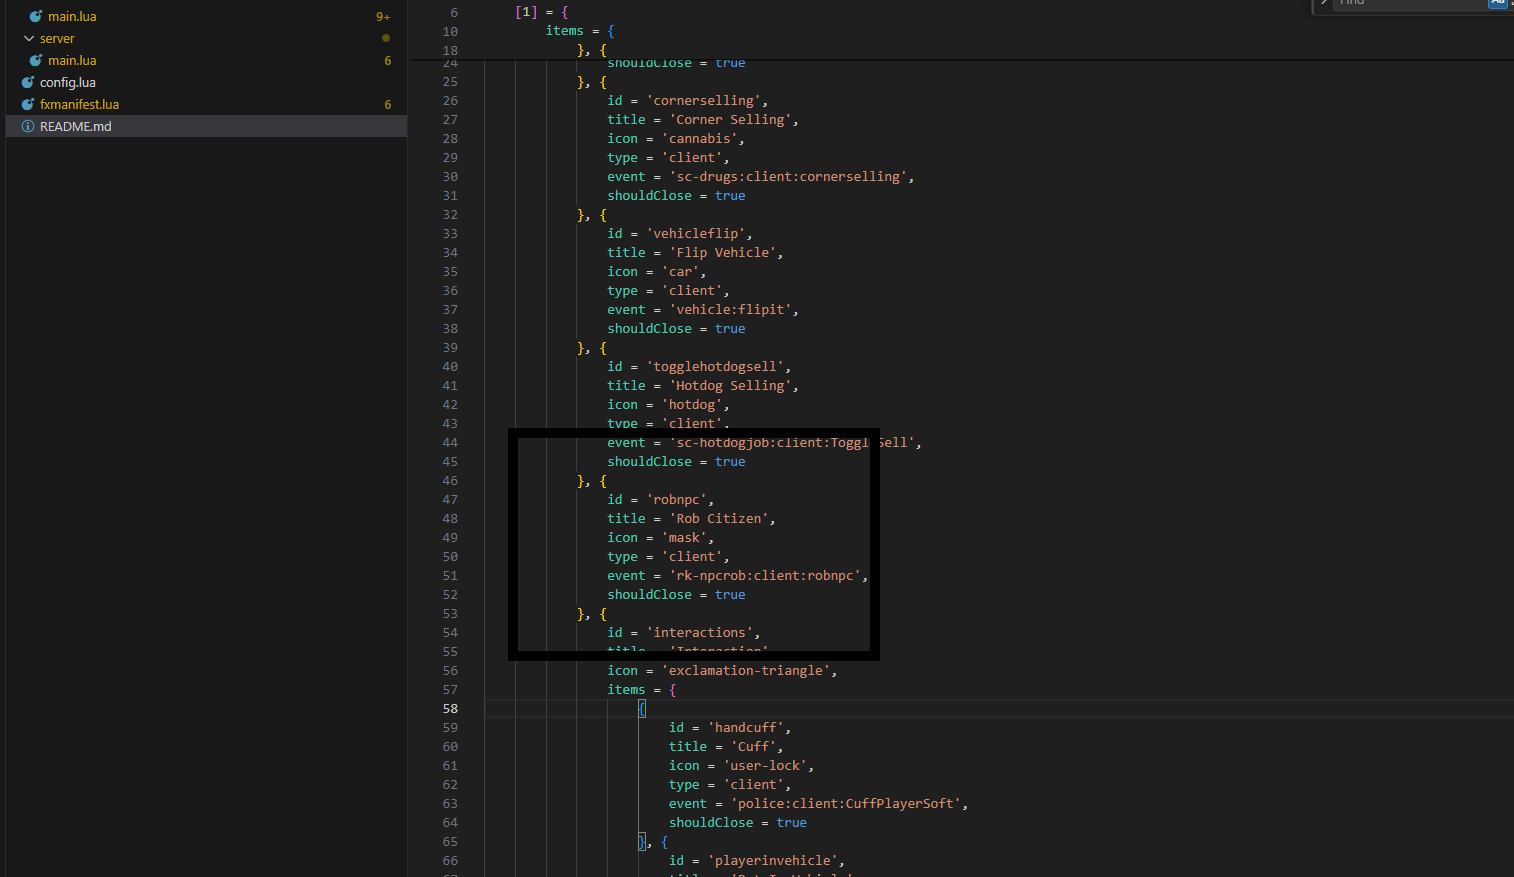 main.lua 9+
server
main.lua 6
config.lua
fxmanifest.lua 6
README.md
Find
Aa
6 [1] = {
10 items = {
18 }, {
24 shouldClose = true
25 }, {
26 id = 'cornerselling',
27 title = 'Corner Selling',
28 icon = 'cannabis',
29 type = 'client',
30 event = 'sc-drugs:client:cornerselling',
31 shouldClose = true
32 }, {
33 id = 'vehicleflip',
34 title = 'Flip Vehicle',
35 icon = 'car',
36 type = 'client',
37 event = 'vehicle:flipit',
38 shouldClose = true
39 }, {
40 id = 'togglehotdogsell',
41 title = 'Hotdog Selling',
42 icon = 'hotdog',
43 type = 'client',
44 event = 'sc-hotdogjob:client:ToggleSell',
45 shouldClose = true
46 }, {
47 id = 'robnpc',
48 title = 'Rob Citizen',
49 icon = 'mask',
50 type = 'client',
51 event = 'rk-npcrob:client:robnpc',
52 shouldClose = true
53 }, {
54 id = 'interactions',
55 title = 'Interaction'
56 icon = 'exclamation-triangle',
57 items = {
58 {
59 id = 'handcuff',
60 title = 'Cuff',
61 icon = 'user-lock',
62 type = 'client',
63 event = 'police:client:CuffPlayerSoft',
64 shouldClose = true
65 }, {
66 id = 'playerinvehicle',
67